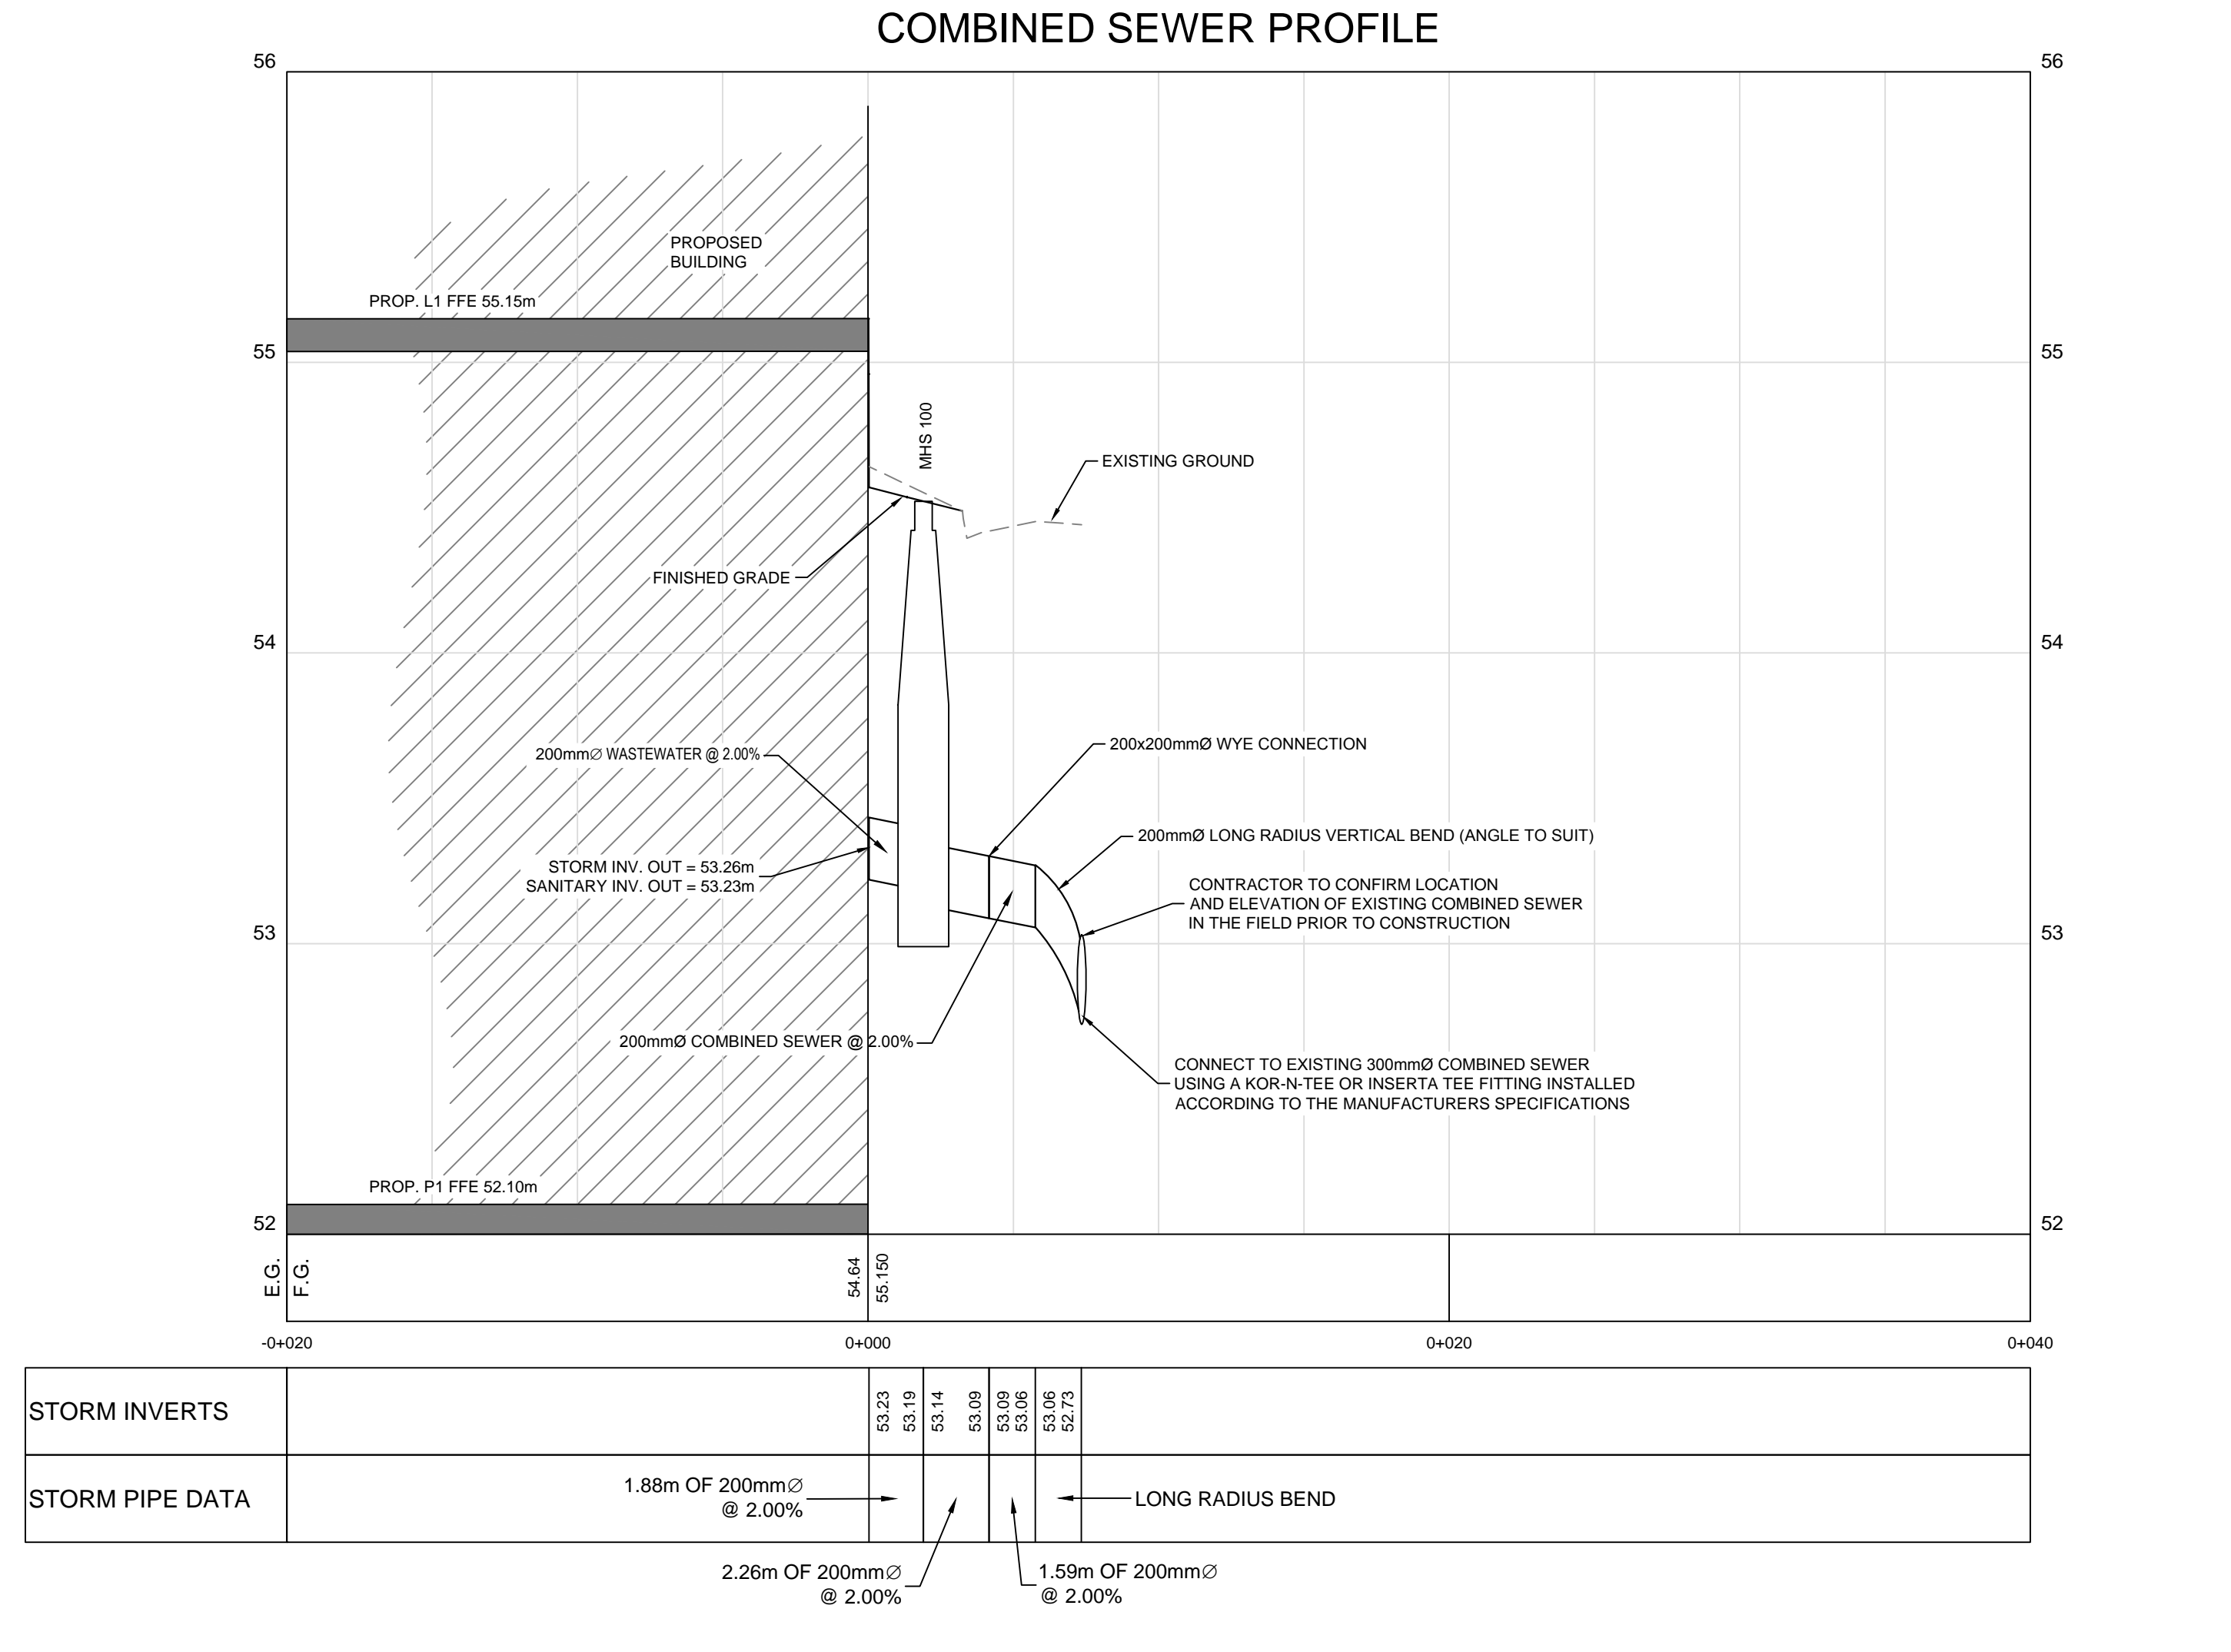 COMBINED SEWER PROFILE
56
56
PROPOSED
BUILDING
PROP. L1 FFE 55.15m
55
55
MHS 100
EXISTING GROUND
FINISHED GRADE
54
54
200mm∅ WASTEWATER @ 2.00%
200x200mmØ WYE CONNECTION
200mmØ LONG RADIUS VERTICAL BEND (ANGLE TO SUIT)
STORM INV. OUT = 53.26m
SANITARY INV. OUT = 53.23m
CONTRACTOR TO CONFIRM LOCATION
AND ELEVATION OF EXISTING COMBINED SEWER
IN THE FIELD PRIOR TO CONSTRUCTION
53
53
200mmØ COMBINED SEWER @ 2.00%
CONNECT TO EXISTING 300mmØ COMBINED SEWER
USING A KOR-N-TEE OR INSERTA TEE FITTING INSTALLED
ACCORDING TO THE MANUFACTURERS SPECIFICATIONS
PROP. P1 FFE 52.10m
52
52
E.G.
F.G.
54.64
55.150
-0+020
0+000
0+020
0+040
STORM INVERTS
53.23
53.19
53.14
53.09
53.09
53.06
53.06
52.73
STORM PIPE DATA
1.88m OF 200mm∅
@ 2.00%
LONG RADIUS BEND
2.26m OF 200mm∅
@ 2.00%
1.59m OF 200mm∅
@ 2.00%